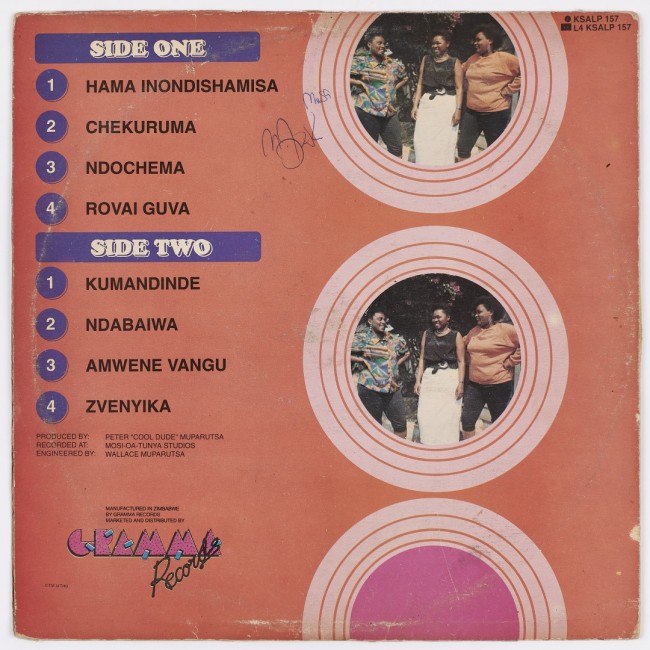 KSALP 157
L4 KSALP 157
SIDE ONE
1 HAMA INONDISHAMISA
2 CHEKURUMA
3 NDOCHEMA
4 ROVAI GUVA
SIDE TWO
1 KUMANDINDE
2 NDABAIWA
3 AMWENE VANGU
4 ZVENYIKA
PRODUCED BY: PETER "COOL DUDE" MUPARUTSA
RECORDED AT: MOSI-OA-TUNYA STUDIOS
ENGINEERED BY: WALLACE MUPARUTSA
MANUFACTURED IN ZIMBABWE
BY GRAMMA RECORDS
MARKETED AND DISTRIBUTED BY
GRAMMA
Records